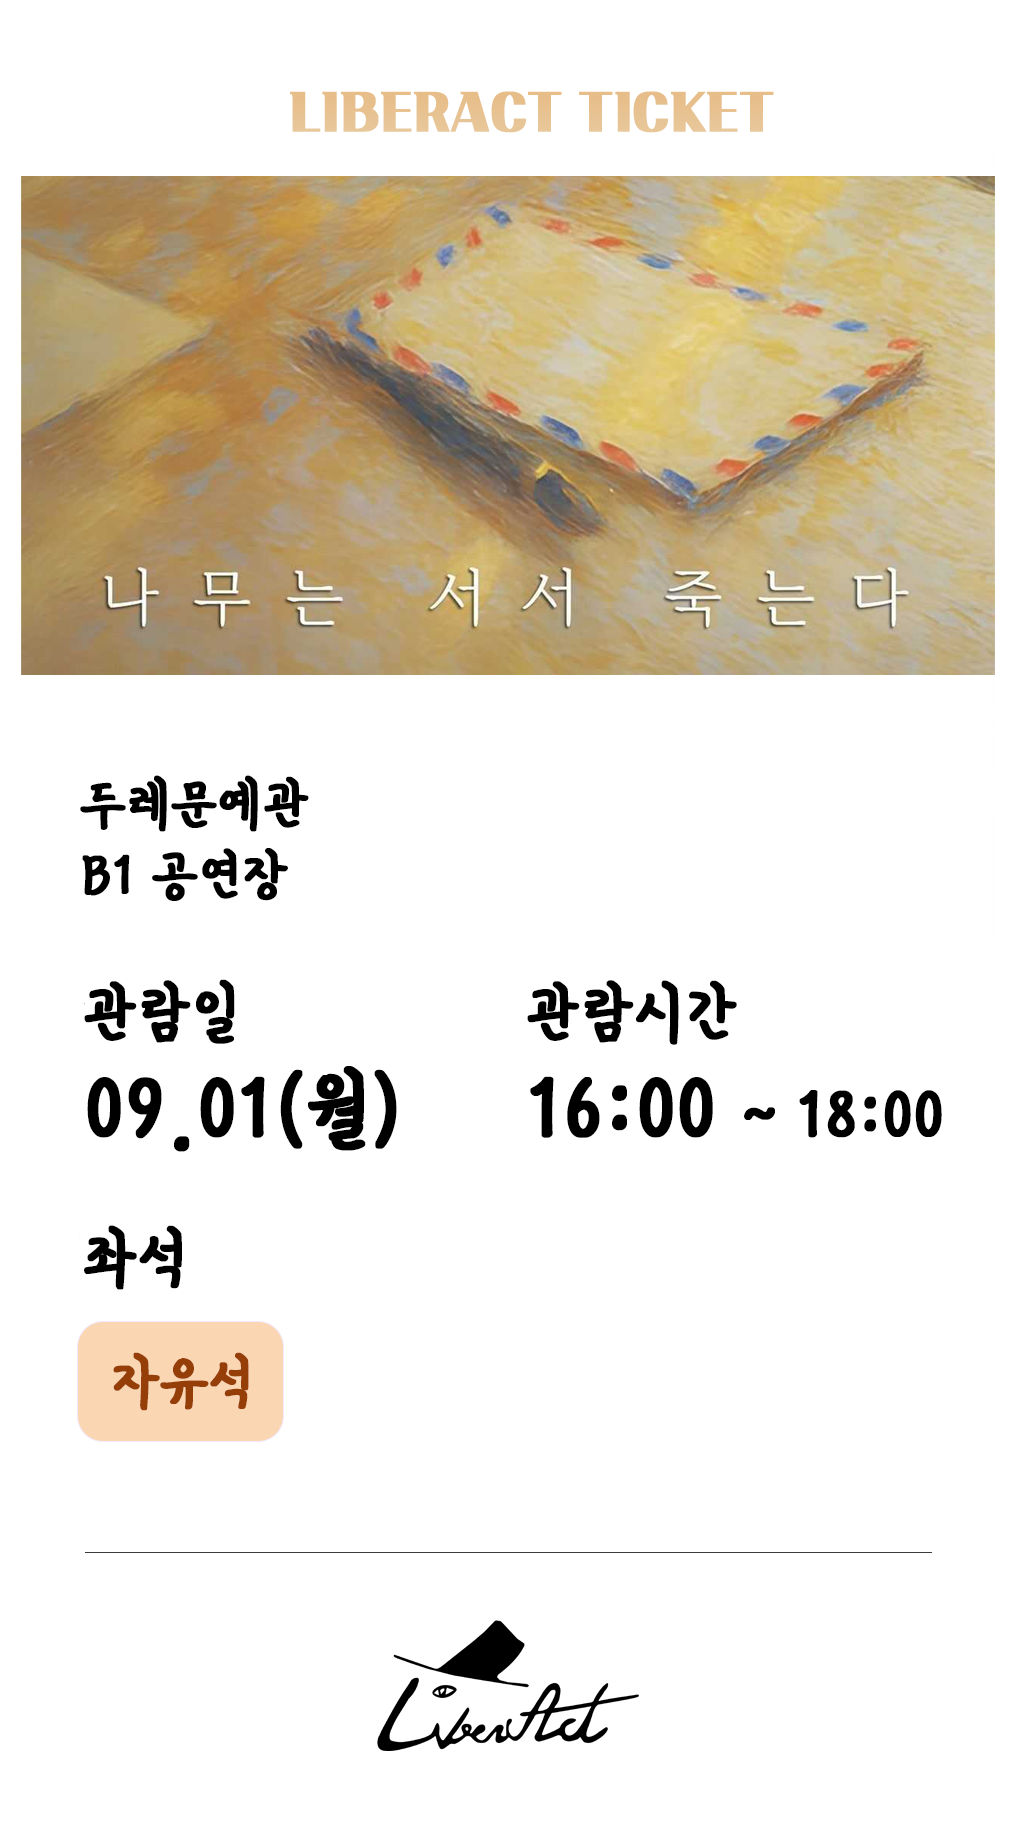 LIBERACT TICKET
나무는 서서 죽는다
두레문예관
B1 공연장
관람일
관람시간
09.01(월)
16:00 ~ 18:00
좌석
자유석
LiberAct